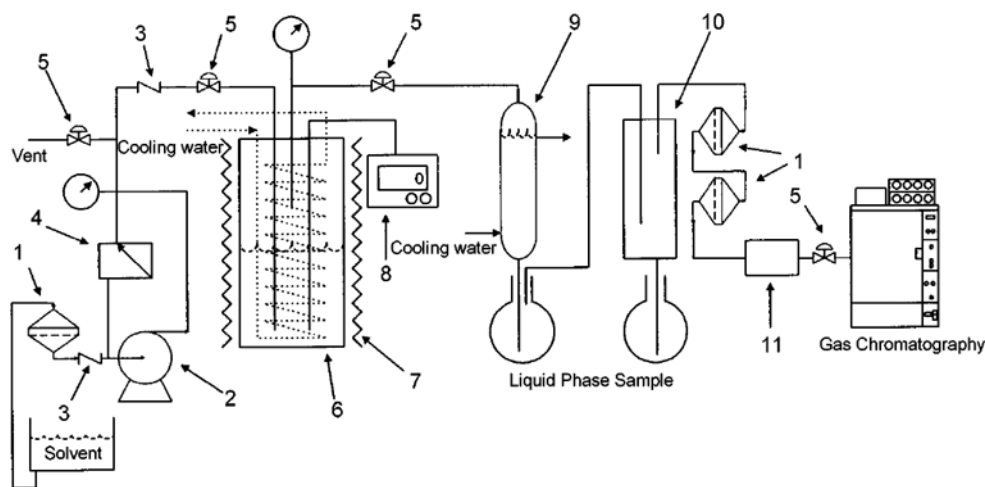 3
5
5
9
10
5
Vent
Cooling water
1
5
4
1
8
Cooling water
11
Gas Chromatography
3
2
6
7
Liquid Phase Sample
Solvent
0